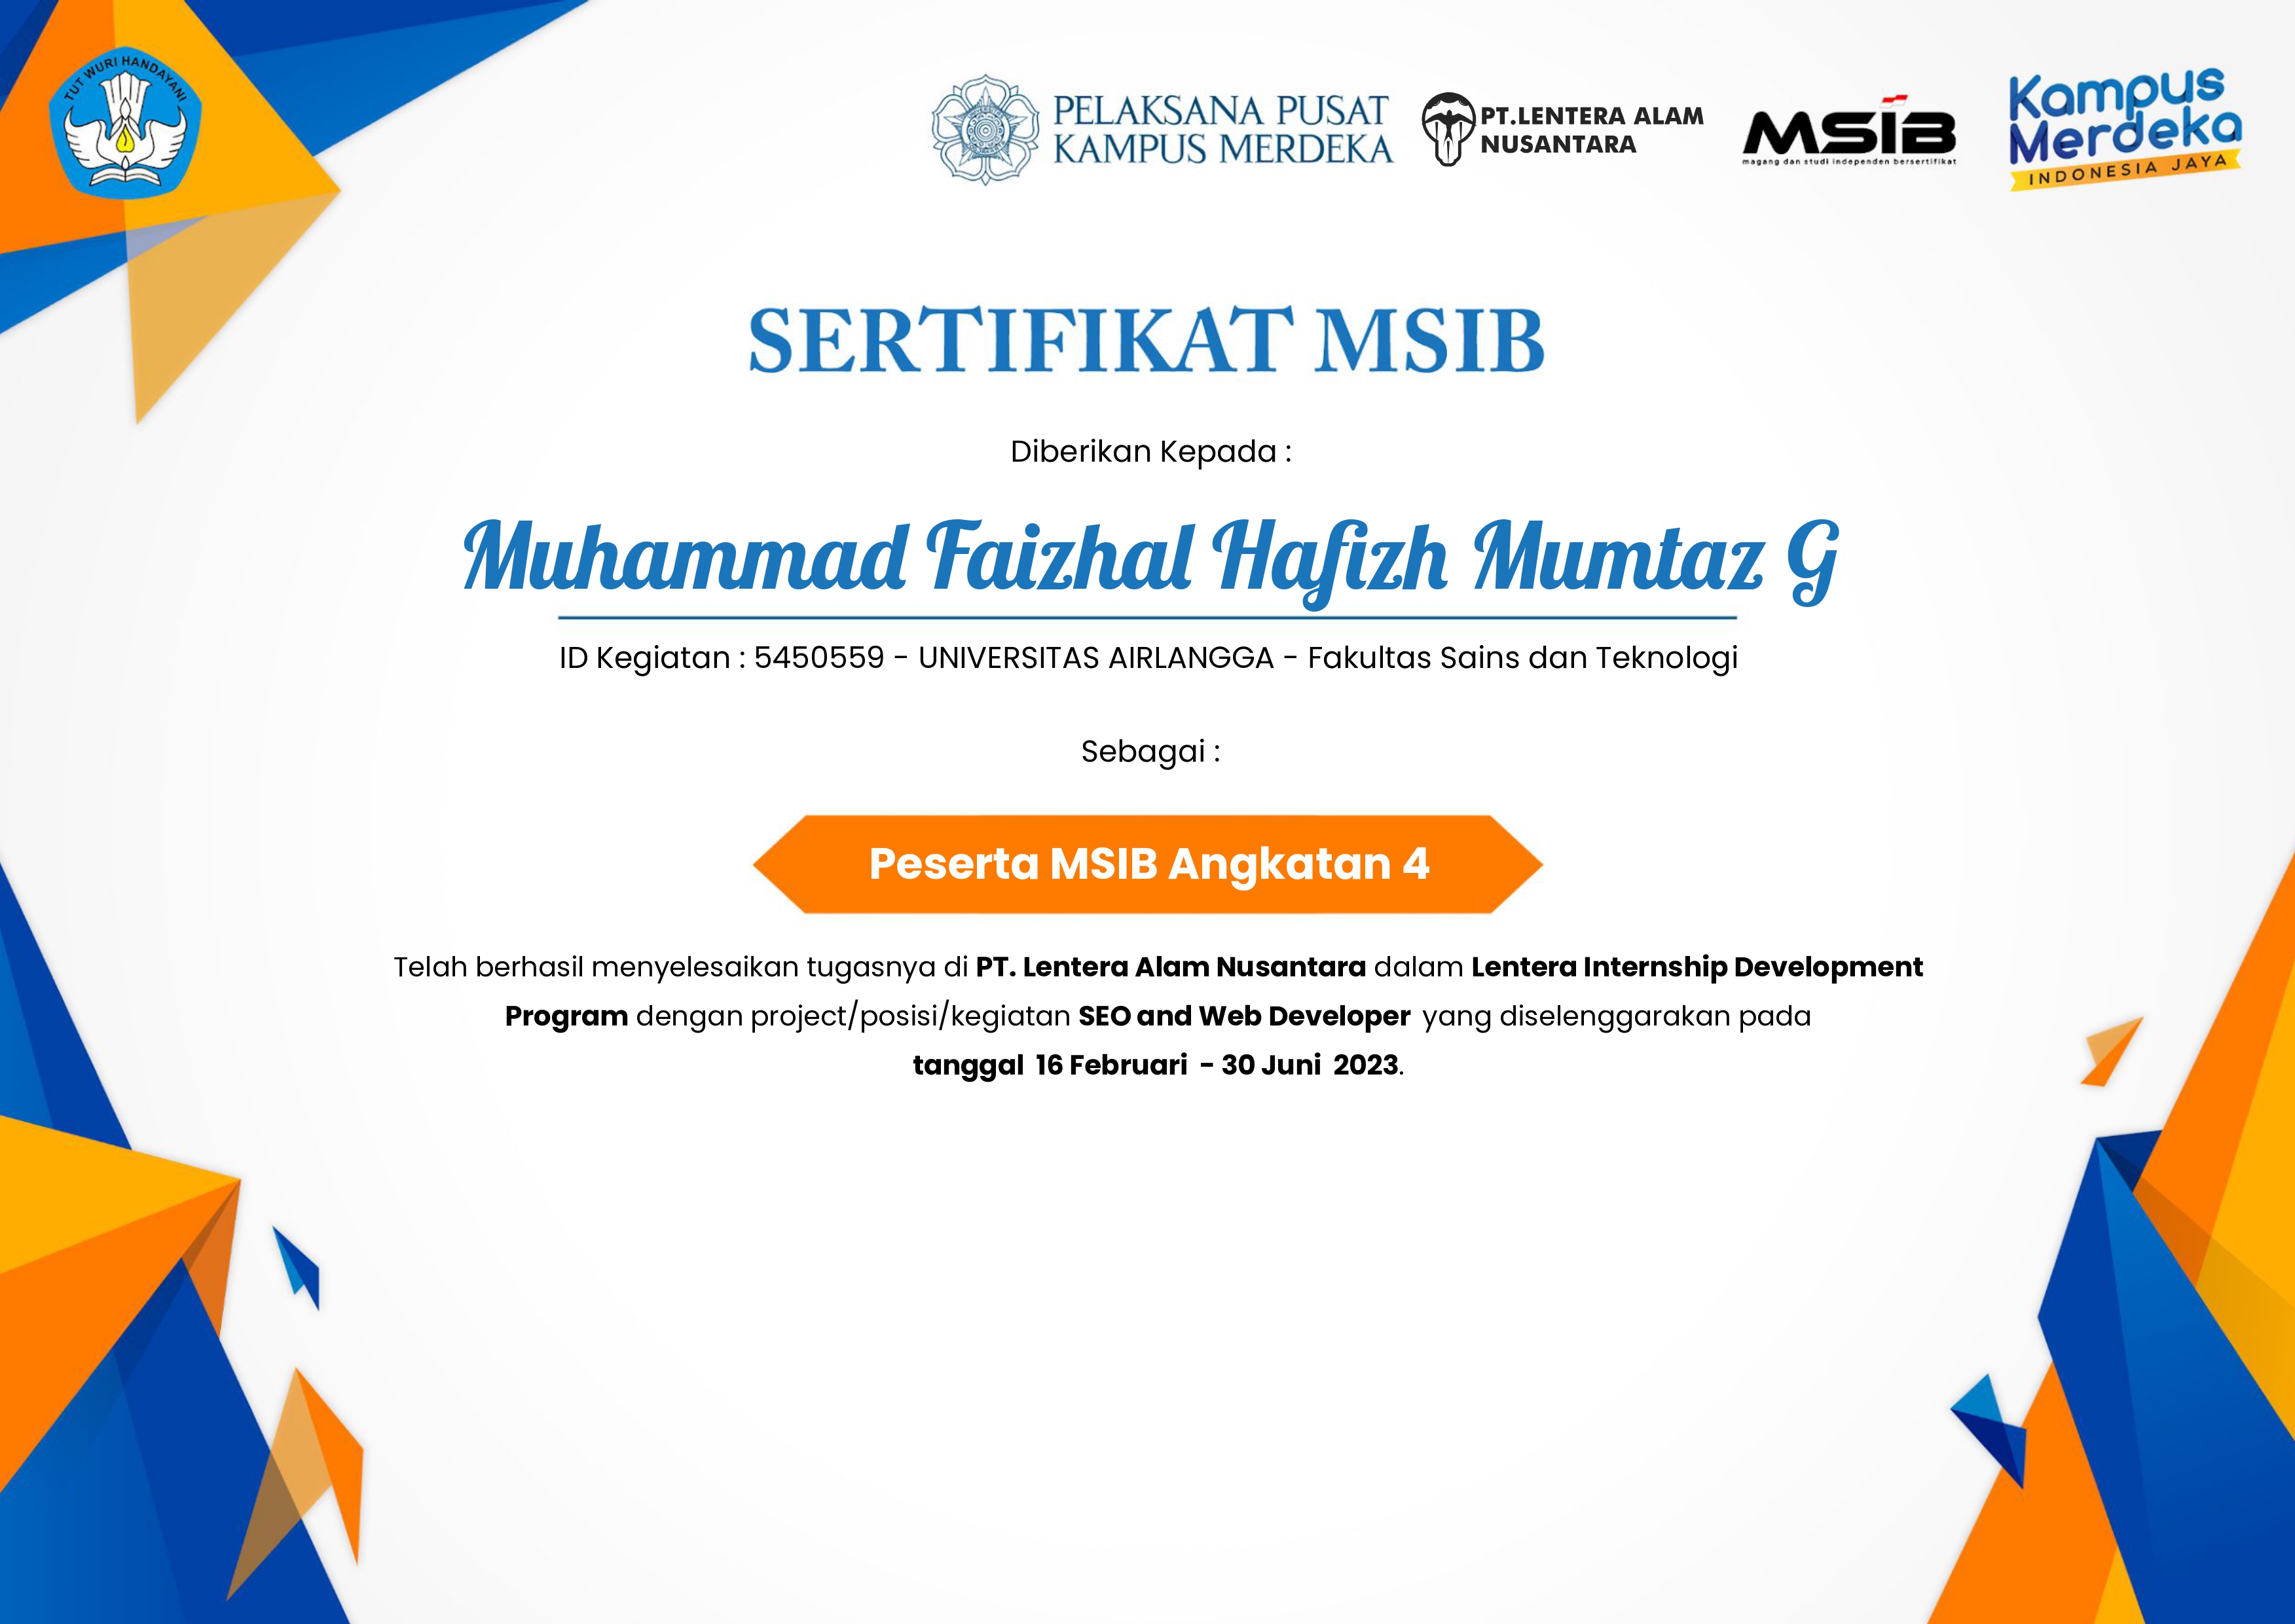 TUT WURI HANDAYANI
PELAKSANA PUSAT
KAMPUS MERDEKA
PT.LENTERA ALAM
NUSANTARA
MSIB
magang dan studi independen bersertifikat
Kampus
Merdeka
INDONESIA JAYA
SERTIFIKAT MSIB
Diberikan Kepada :
Muhammad Faizhal Hafizh Mumtaz G
ID Kegiatan : 5450559 - UNIVERSITAS AIRLANGGA - Fakultas Sains dan Teknologi
Sebagai :
Peserta MSIB Angkatan 4
Telah berhasil menyelesaikan tugasnya di PT. Lentera Alam Nusantara dalam Lentera Internship Development
Program dengan project/posisi/kegiatan SEO and Web Developer yang diselenggarakan pada
tanggal 16 Februari - 30 Juni 2023.